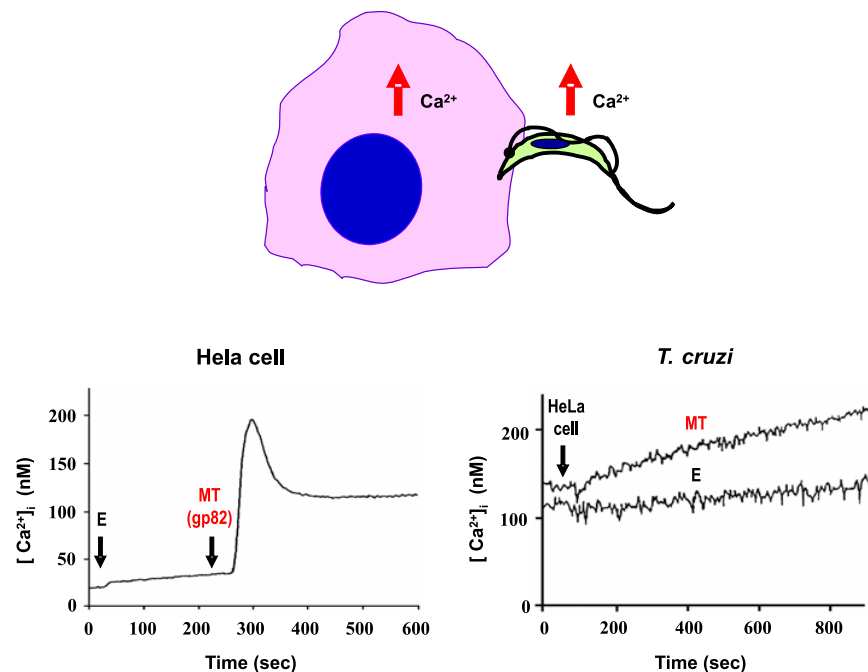 Ca²⁺
Ca²⁺
Hela cell
T. cruzi
[ Ca²⁺]ᵢ (nM)
200
150
100
50
0
E
MT
(gp82)
0
100
200
300
400
500
600
Time (sec)
[ Ca²⁺]ᵢ (nM)
200
100
0
HeLa
cell
MT
E
0
200
400
600
800
Time (sec)